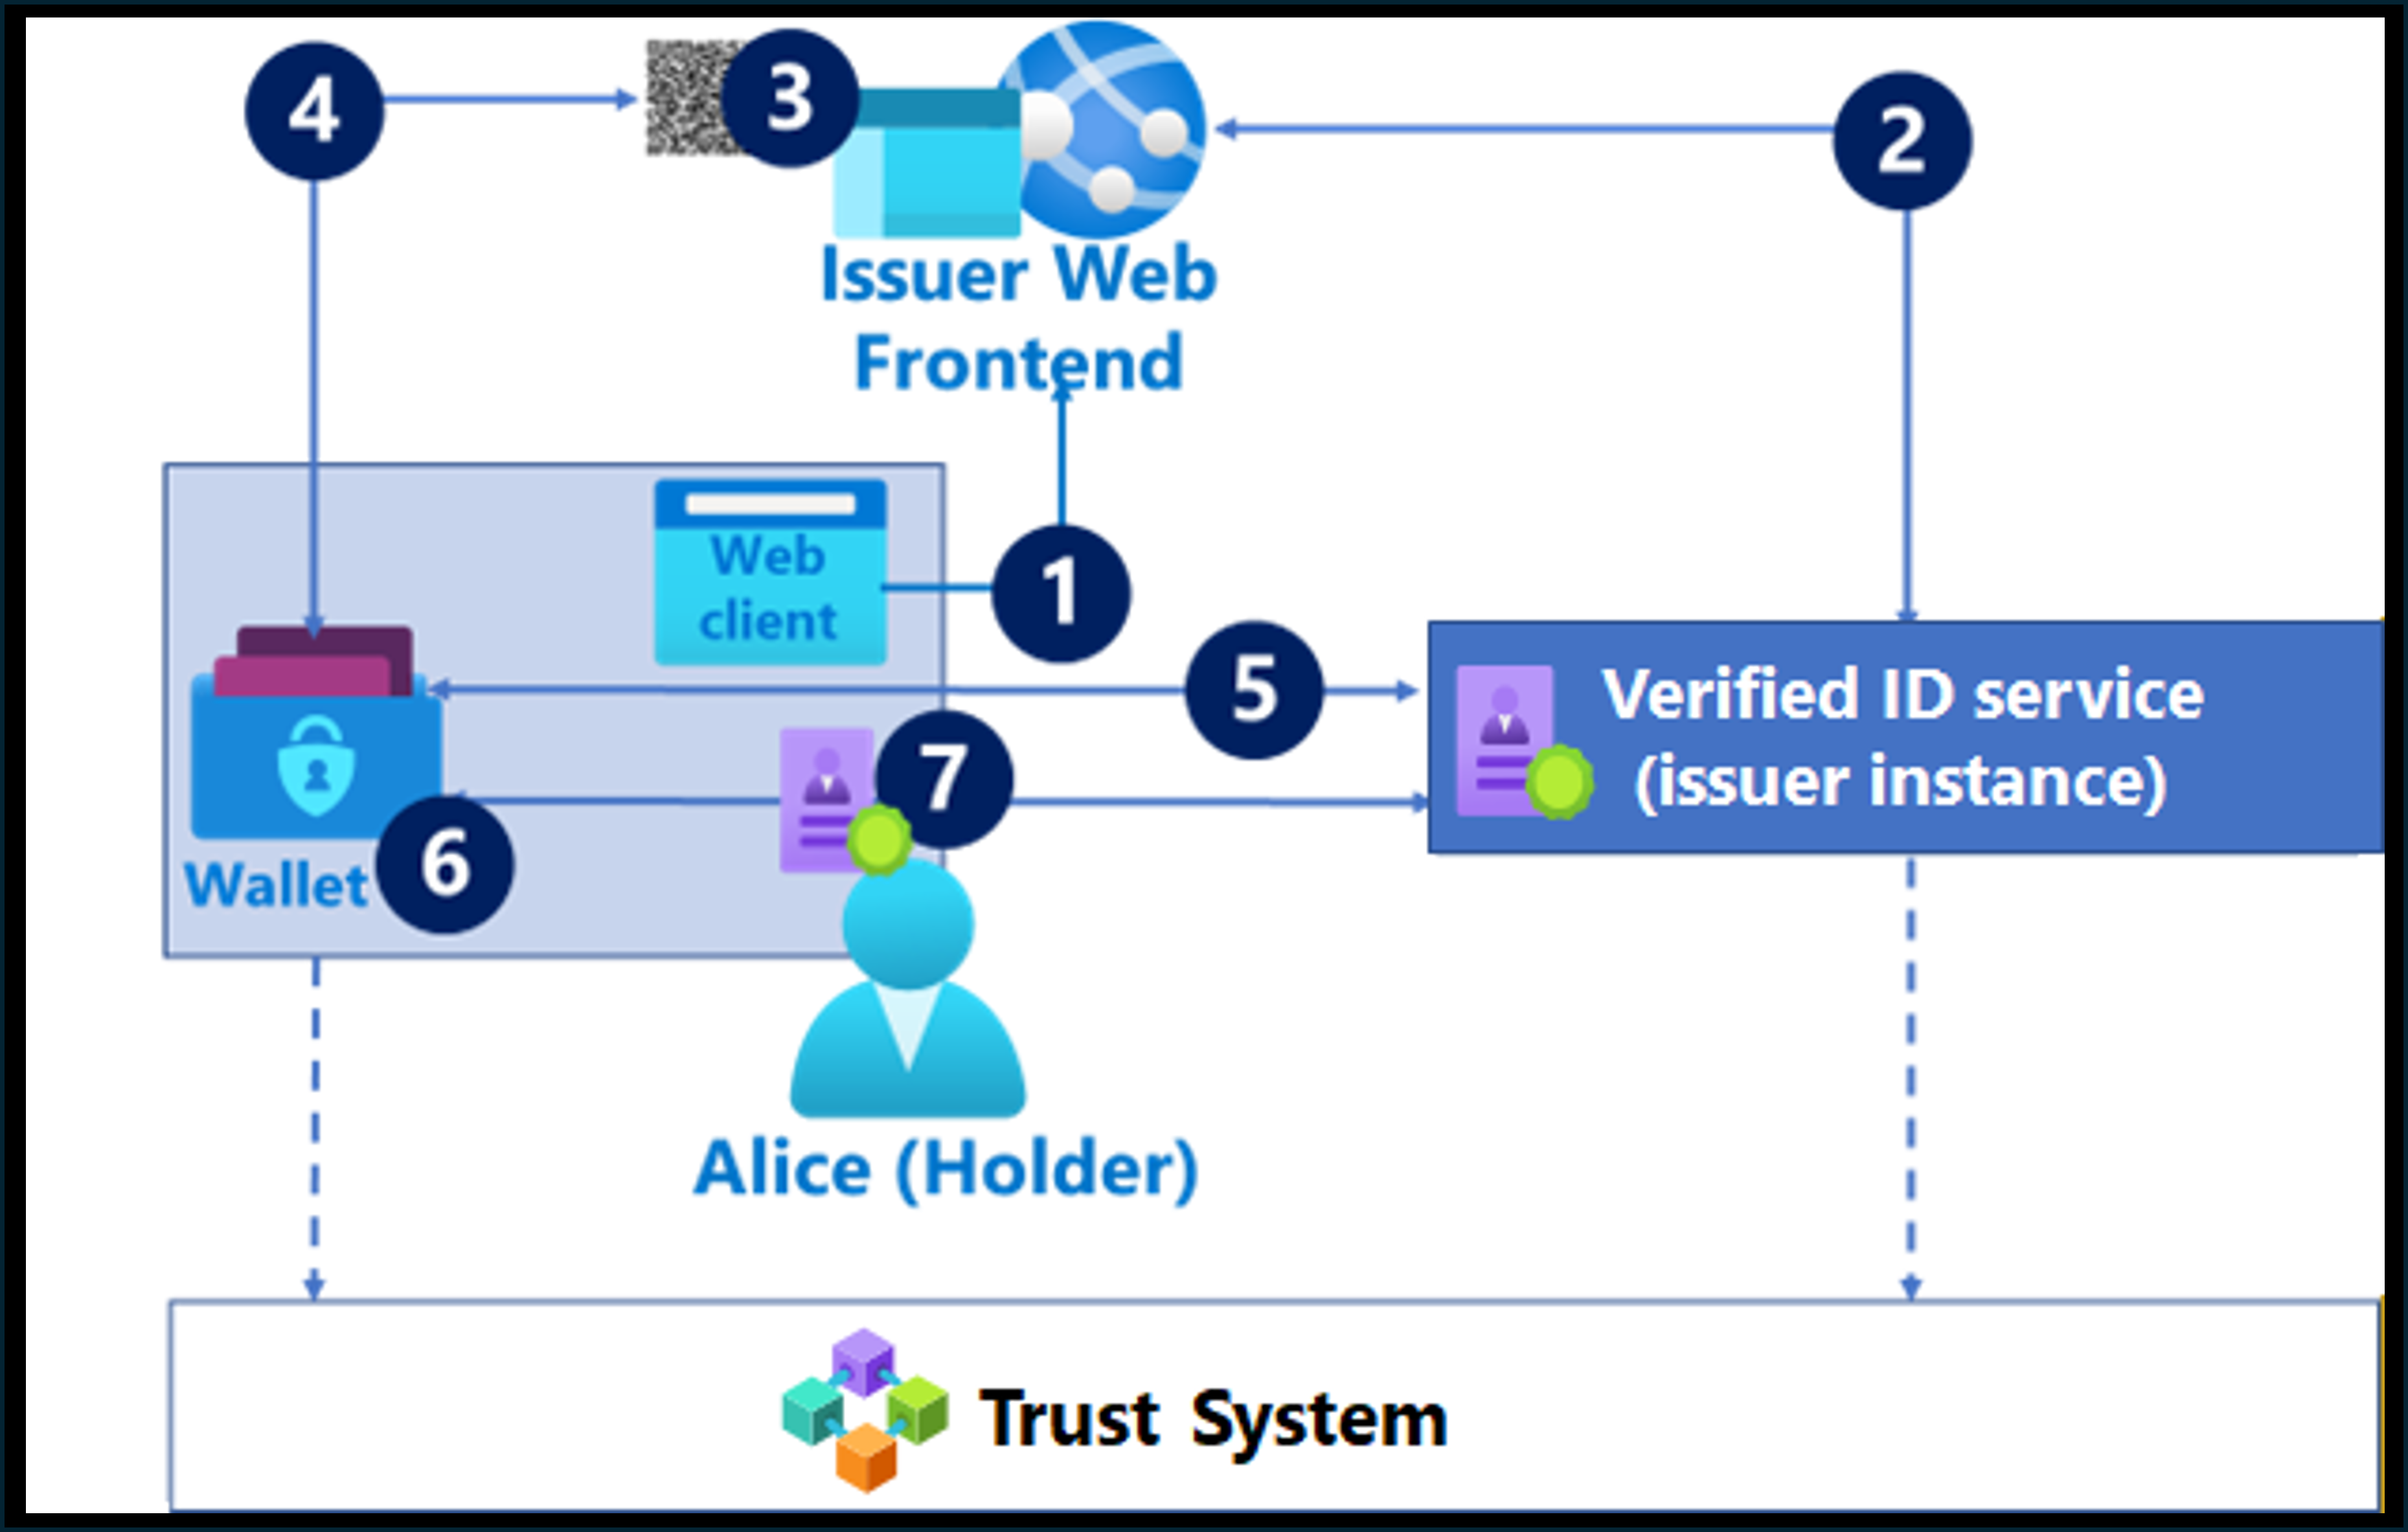 4
3
2
Issuer Web
Frontend
Web
client
1
5
Verified ID service
(issuer instance)
7
6
Wallet
Alice (Holder)
Trust System